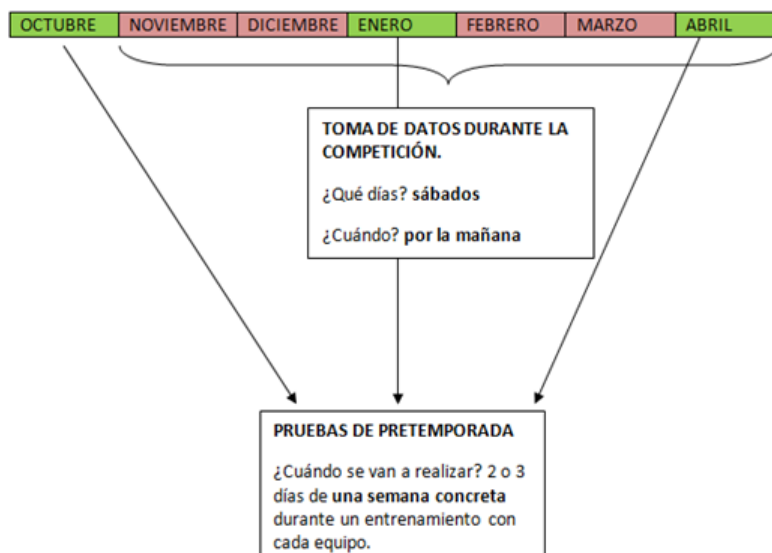 OCTUBRE NOVIEMBRE DICIEMBRE ENERO FEBRERO MARZO ABRIL
TOMA DE DATOS DURANTE LA
COMPETICIÓN.
¿Qué días? sábados
¿Cuándo? por la mañana
PRUEBAS DE PRETEMPORADA
¿Cuándo se van a realizar? 2 o 3
días de una semana concreta
durante un entrenamiento con
cada equipo.